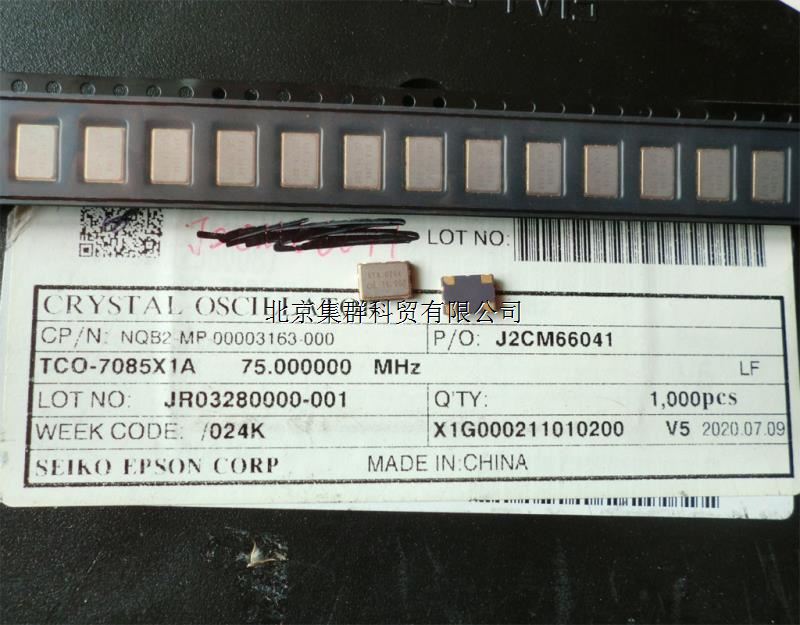 LOT NO:
CRYSTAL
北京集群科贸有限公司
CP/N: NQB2-MP-00003163-000
P/O: J2CM66041
TCO-7085X1A 75.000000 MHz
LF
LOT NO: JR03280000-001
Q'TY: 1,000pcs
WEEK CODE: /024K
X1G000211010200 V5 2020.07.09
SEIKO EPSON CORP
MADE IN:CHINA